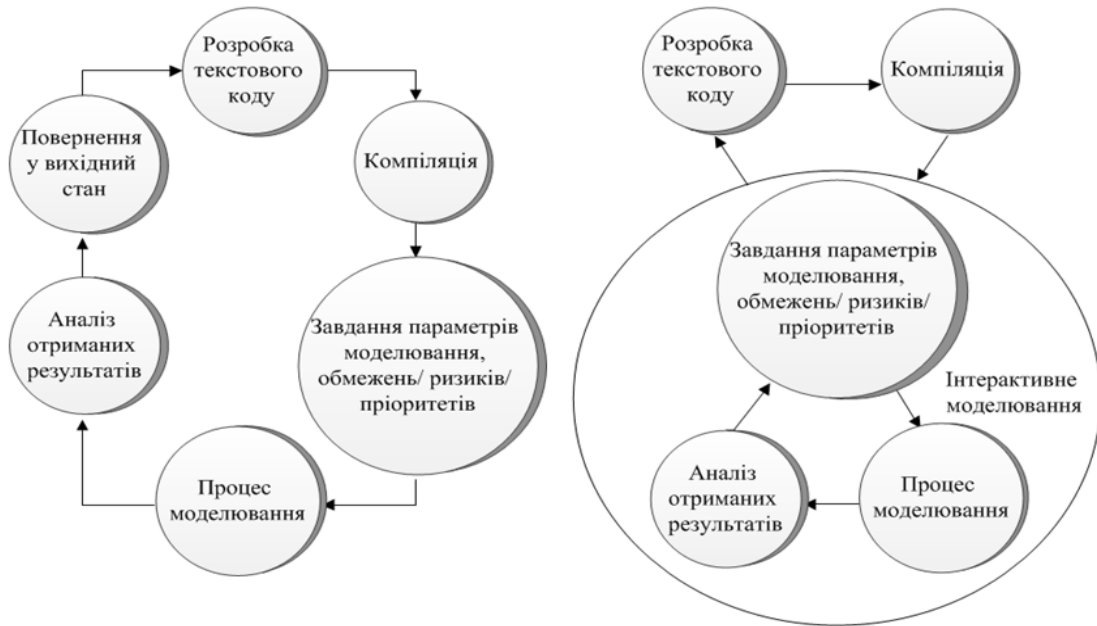 Розробка
текстового
коду
Компіляція
Завдання параметрів
моделювання,
обмежень/ ризиків/
пріоритетів
Процес
моделювання
Аналіз
отриманих
результатів
Повернення
у вихідний
стан
Розробка
текстового
коду
Компіляція
Завдання параметрів
моделювання,
обмежень/ ризиків/
пріоритетів
Інтерактивне
моделювання
Процес
моделювання
Аналіз
отриманих
результатів